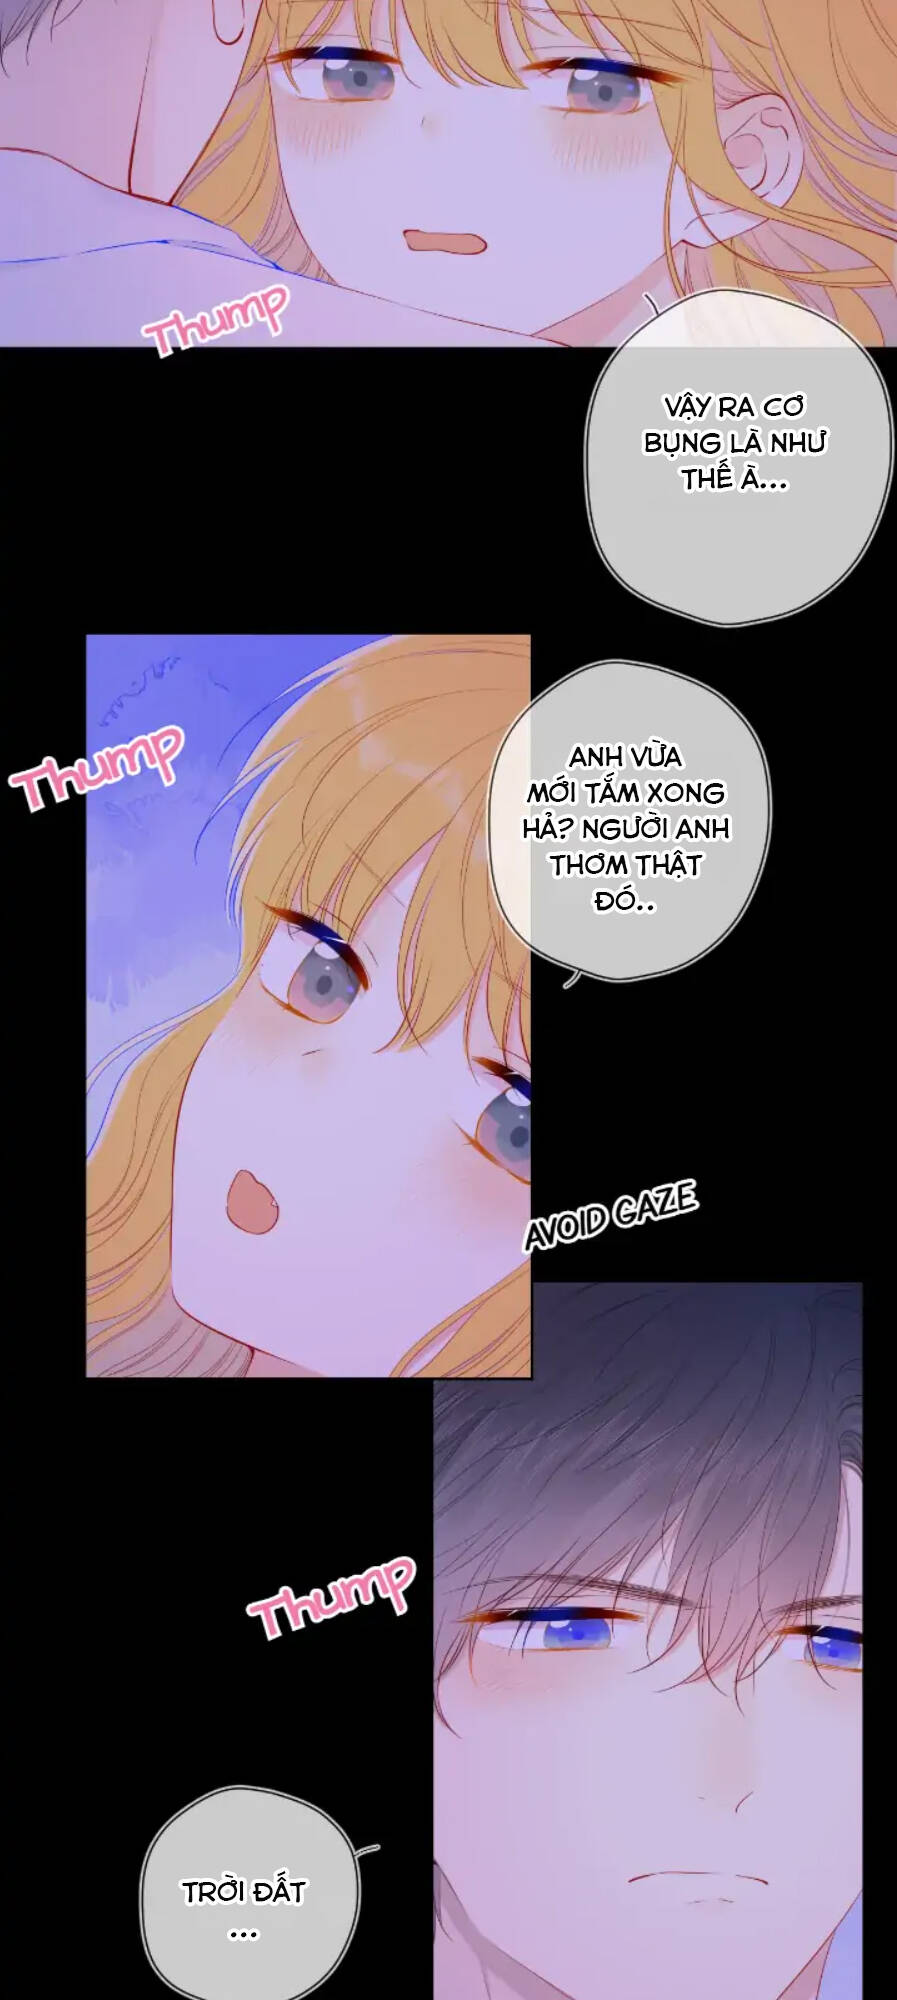 Thump
VẬY RA CƠ
BỤNG LÀ NHƯ
THẾ À...
Thump
ANH VỪA
MỚI TẮM XONG
HẢ? NGƯỜI ANH
THƠM THẬT
ĐÓ..
AVOID GAZE
Thump
TRỜI ĐẤT
...